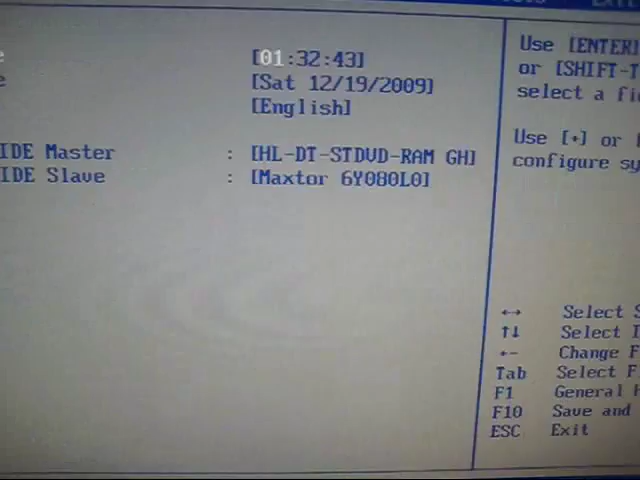 [01:32:43]
[Sat 12/19/2009]
[English]
IDE Master : [HL-DT-STDVD-RAM GH]
IDE Slave : [Maxtor 6Y080L0]
Use [ENTER]
or [SHIFT-T
select a
Use [+] or
configure
←→ Select
↑↓ Select
+- Change
Tab Select
F1 General
F10 Save and
ESC Exit